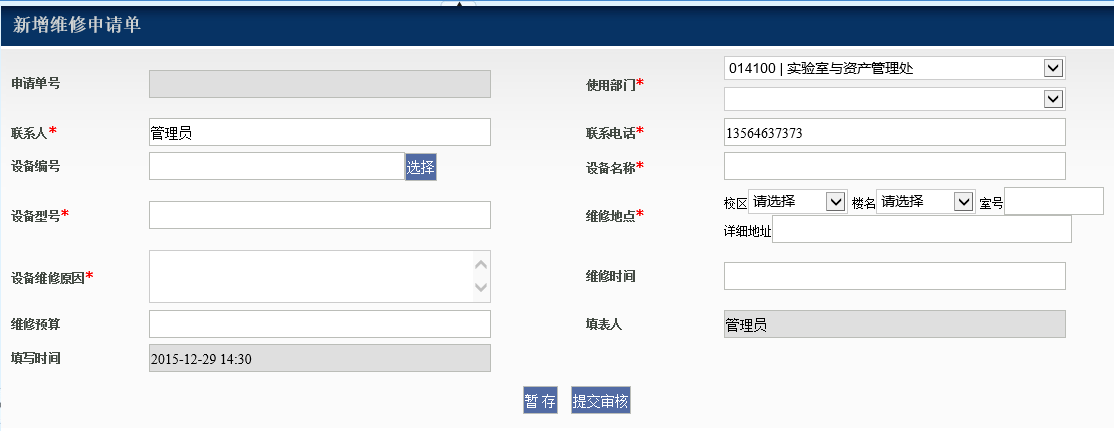 新增维修申请单
申请单号
使用部门* 014100 | 实验室与资产管理处
联系人* 管理员
联系电话* 13564637373
设备编号 选择
设备名称*
设备型号*
维修地点* 校区 请选择 楼名 请选择 室号
详细地址
设备维修原因*
维修时间
维修预算
填表人 管理员
填写时间 2015-12-29 14:30
暂 存 提交审核